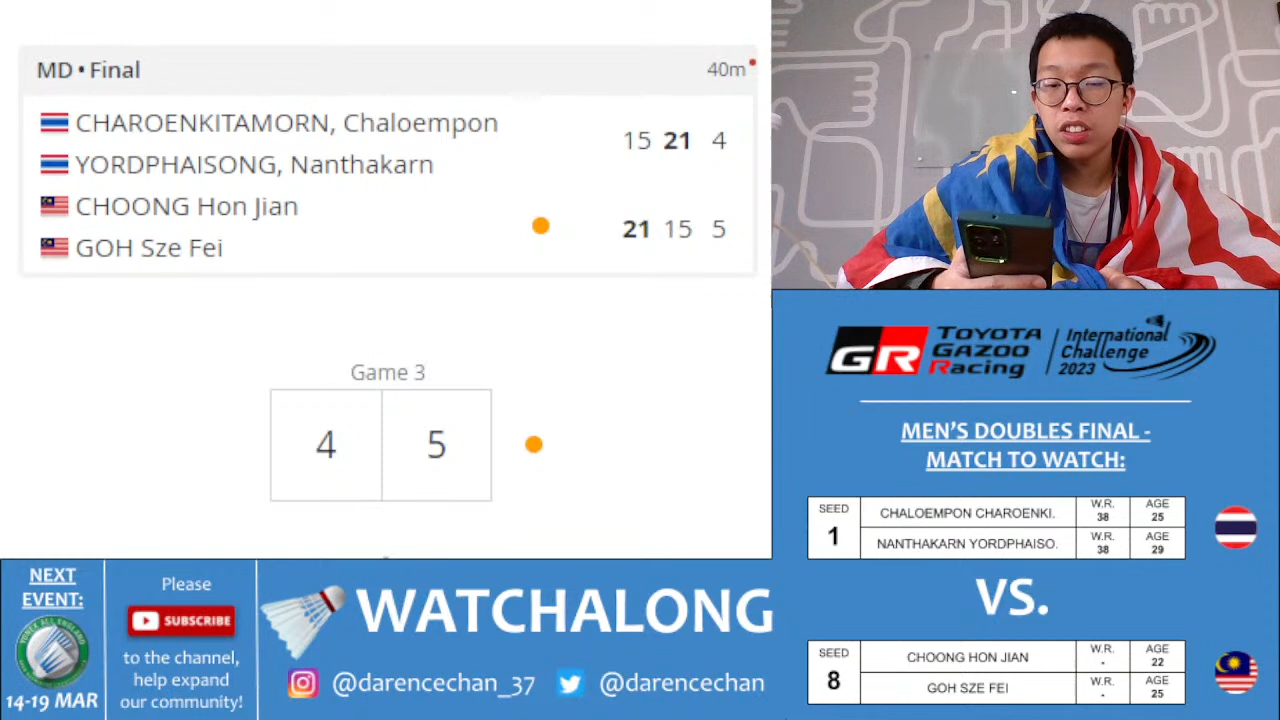 MD • Final
40m
CHAROENKITAMORN, Chaloempon
YORDPHAISONG, Nanthakarn
15 21 4
CHOONG Hon Jian
GOH Sze Fei
21 15 5
Game 3
4 5
GR TOYOTA GAZOO Racing
International Challenge 2023
MEN'S DOUBLES FINAL -
MATCH TO WATCH:
SEED 1
CHALOEMPON CHAROENKI. W.R. 38 AGE 25
NANTHAKARN YORDPHAISO. W.R. 38 AGE 29
VS.
SEED 8
CHOONG HON JIAN W.R. - AGE 22
GOH SZE FEI W.R. - AGE 25
NEXT
EVENT:
14-19 MAR
Please
SUBSCRIBE
to the channel,
help expand
our community!
WATCHALONG
@darencechan_37
@darencechan